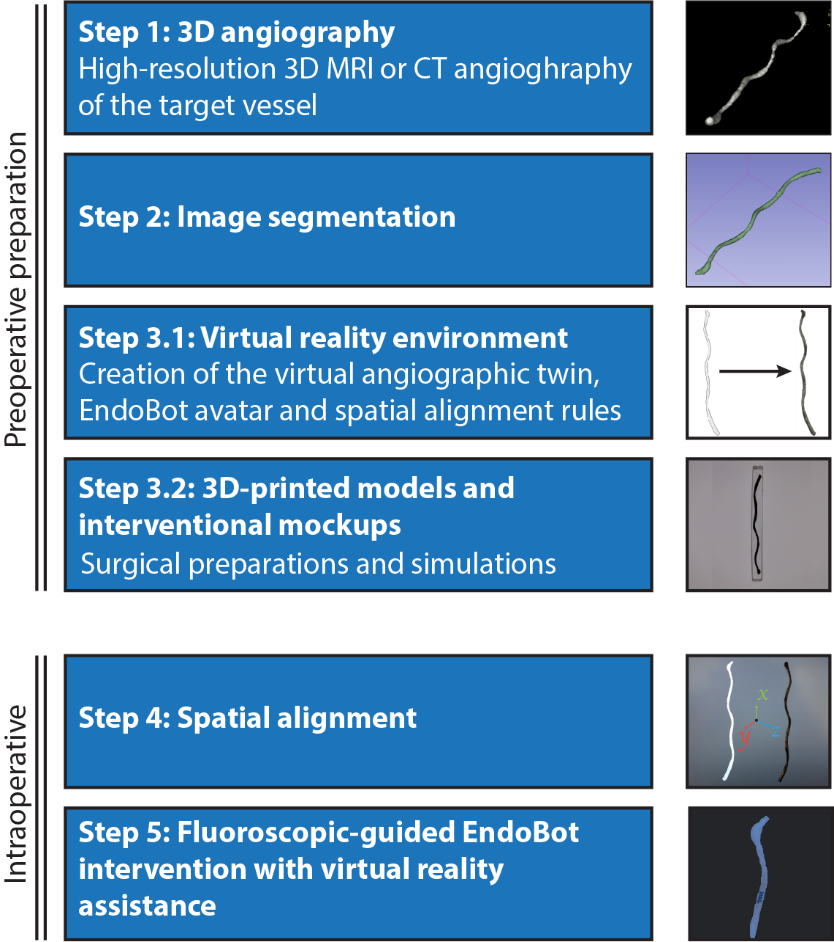 Preoperative preparation
Step 1: 3D angiography
High-resolution 3D MRI or CT angioghraphy
of the target vessel
Step 2: Image segmentation
Step 3.1: Virtual reality environment
Creation of the virtual angiographic twin,
EndoBot avatar and spatial alignment rules
Step 3.2: 3D-printed models and
interventional mockups
Surgical preparations and simulations
Intraoperative
Step 4: Spatial alignment
x
y
z
Step 5: Fluoroscopic-guided EndoBot
intervention with virtual reality
assistance